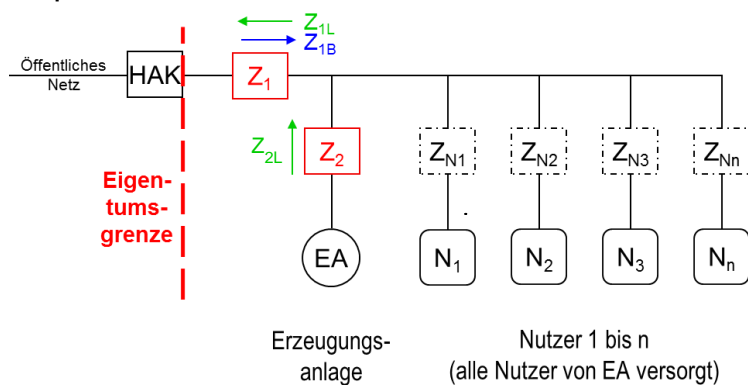 Z1L
Z1B
Öffentliches
Netz
HAK
Z1
Z2L
Z2
ZN1
ZN2
ZN3
ZNn
Eigen-
tums-
grenze
EA
N1
N2
N3
Nn
Erzeugungs-
anlage
Nutzer 1 bis n
(alle Nutzer von EA versorgt)